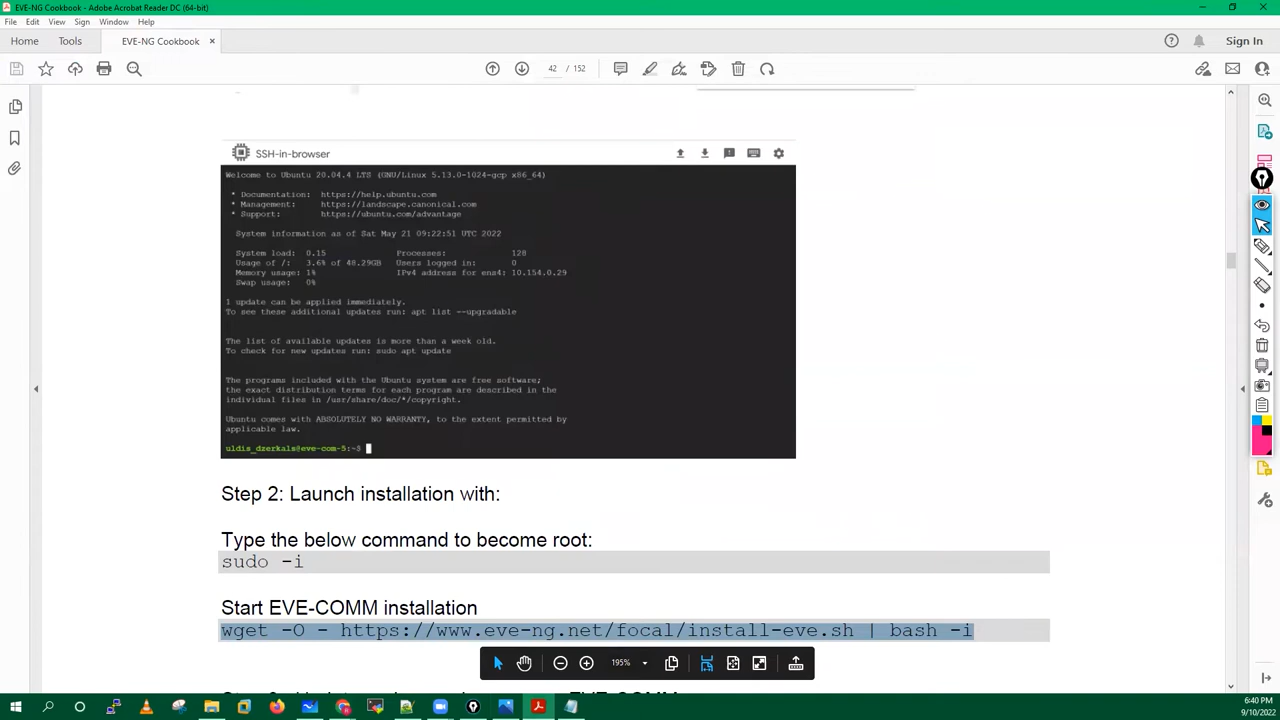 EVE-NG Cookbook - Adobe Acrobat Reader DC (64-bit)
File Edit View Sign Window Help
Home Tools EVE-NG Cookbook × Sign In
42 / 152
SSH-in-browser
Welcome to Ubuntu 20.04.4 LTS (GNU/Linux 5.13.0-1024-gcp x86_64)
* Documentation: https://help.ubuntu.com
* Management: https://landscape.canonical.com
* Support: https://ubuntu.com/advantage
System information as of Sat May 21 09:22:51 UTC 2022
System load: 0.15 Processes: 128
Usage of /: 3.6% of 48.29GB Users logged in: 0
Memory usage: 1% IPv4 address for ens4: 10.154.0.29
Swap usage: 0%
1 update can be applied immediately.
To see these additional updates run: apt list --upgradable
The list of available updates is more than a week old.
To check for new updates run: sudo apt update
The programs included with the Ubuntu system are free software;
the exact distribution terms for each program are described in the
individual files in /usr/share/doc/*/copyright.
Ubuntu comes with ABSOLUTELY NO WARRANTY, to the extent permitted by
applicable law.
uldis_dzerkals@eve-com-5:~$
Step 2: Launch installation with:
Type the below command to become root:
sudo -i
Start EVE-COMM installation
wget -O - https://www.eve-ng.net/focal/install-eve.sh | bash -i
195%
6:40 PM
9/10/2022